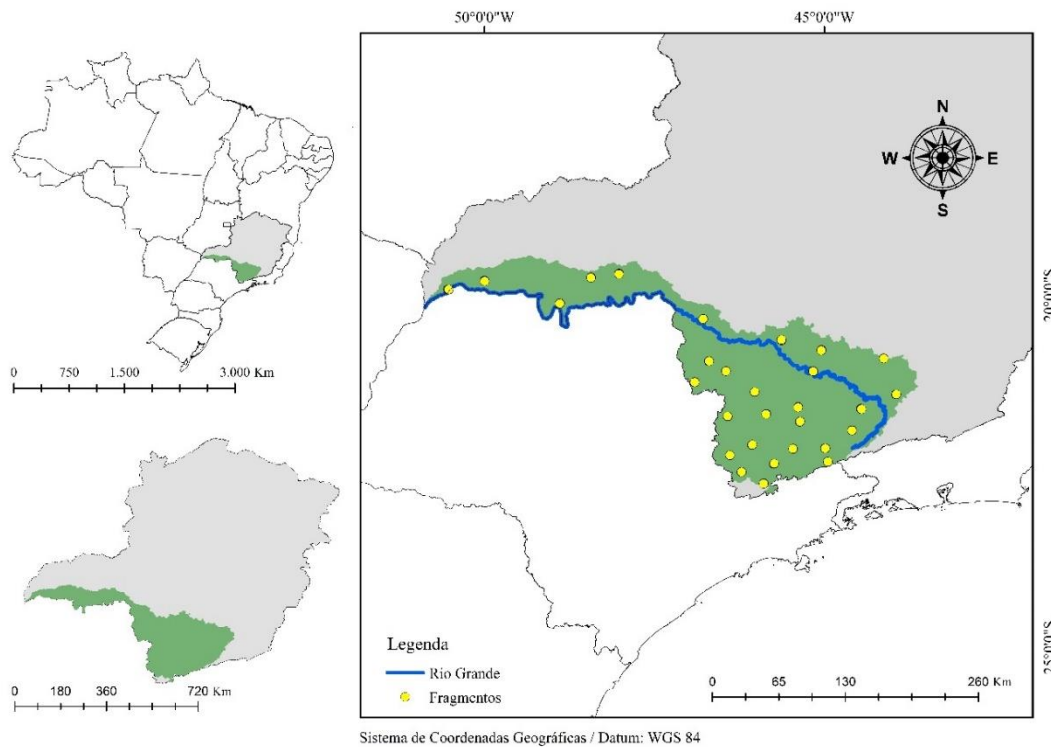 50°0'0"W 45°0'0"W
N
W E
S
20°0'0"S
0 750 1.500 3.000 Km
25°0'0"S
Legenda
Rio Grande
Fragmentos
0 180 360 720 Km
0 65 130 260 Km
Sistema de Coordenadas Geográficas / Datum: WGS 84